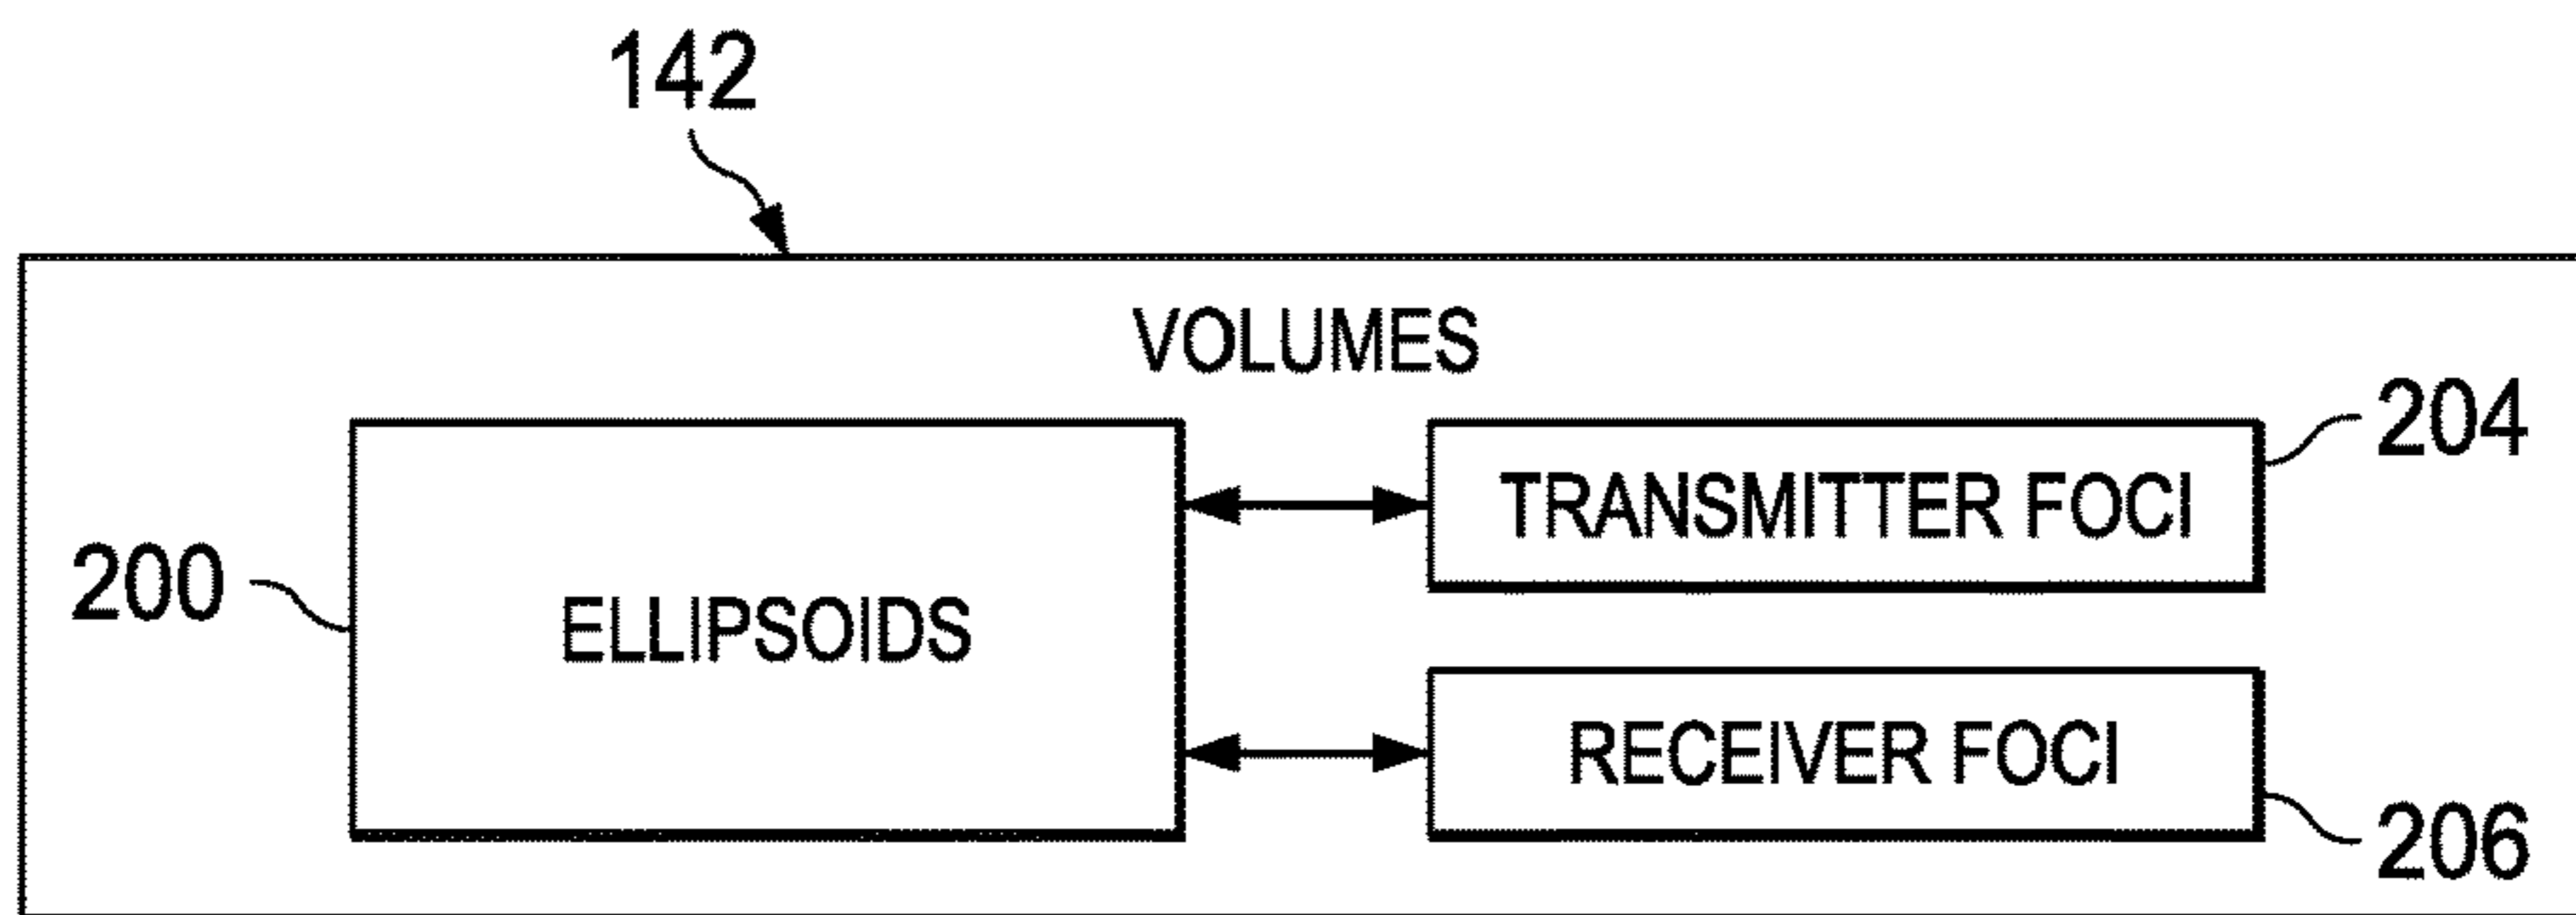 142
VOLUMES
204
TRANSMITTER FOCI
200
ELLIPSOIDS
RECEIVER FOCI
206